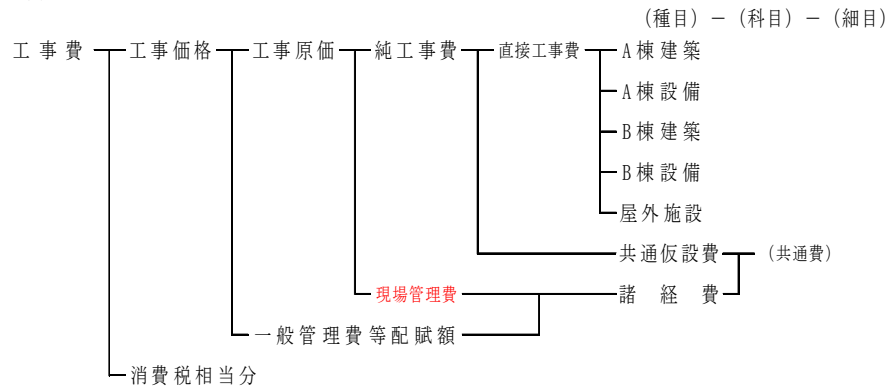 (種目) － (科目) － (細目)
工事費 工事価格 工事原価 純工事費 直接工事費 A棟建築
A棟設備
B棟建築
B棟設備
屋外施設
共通仮設費 (共通費)
現場管理費 諸経費
一般管理費等配賦額
消費税相当分